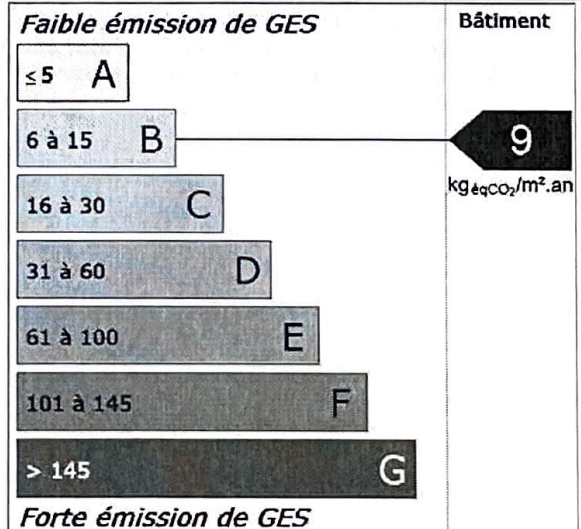 Faible émission de GES
Bâtiment
≤ 5 A
6 à 15 B
9
kgéqCO₂/m².an
16 à 30 C
31 à 60 D
61 à 100 E
101 à 145 F
> 145 G
Forte émission de GES